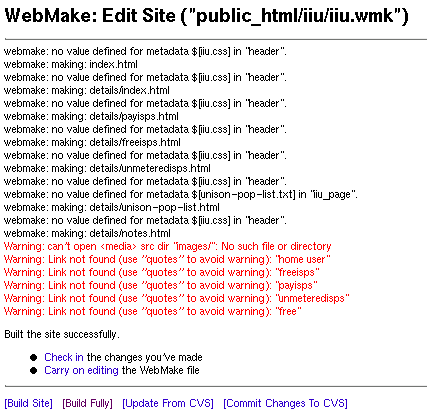 WebMake: Edit Site ("public_html/iiu/iiu.wmk")
webmake: no value defined for metadata $[iiu.css] in "header".
webmake: making: index.html
webmake: no value defined for metadata $[iiu.css] in "header".
webmake: making: details/index.html
webmake: no value defined for metadata $[iiu.css] in "header".
webmake: making: details/payisps.html
webmake: no value defined for metadata $[iiu.css] in "header".
webmake: making: details/freeisps.html
webmake: no value defined for metadata $[iiu.css] in "header".
webmake: making: details/unmeteredisps.html
webmake: no value defined for metadata $[iiu.css] in "header".
webmake: no value defined for metadata $[unison-pop-list.txt] in "iiu_page".
webmake: making: details/unison-pop-list.html
webmake: no value defined for metadata $[iiu.css] in "header".
webmake: making: details/notes.html
Warning: can't open <media> src dir "images/": No such file or directory
Warning: Link not found (use "quotes" to avoid warning): "home user"
Warning: Link not found (use "quotes" to avoid warning): "freeisps"
Warning: Link not found (use "quotes" to avoid warning): "payisps"
Warning: Link not found (use "quotes" to avoid warning): "unmeteredisps"
Warning: Link not found (use "quotes" to avoid warning): "free"
Built the site successfully.
● Check in the changes you've made
● Carry on editing the WebMake file
[Build Site] [Build Fully] [Update From CVS] [Commit Changes To CVS]